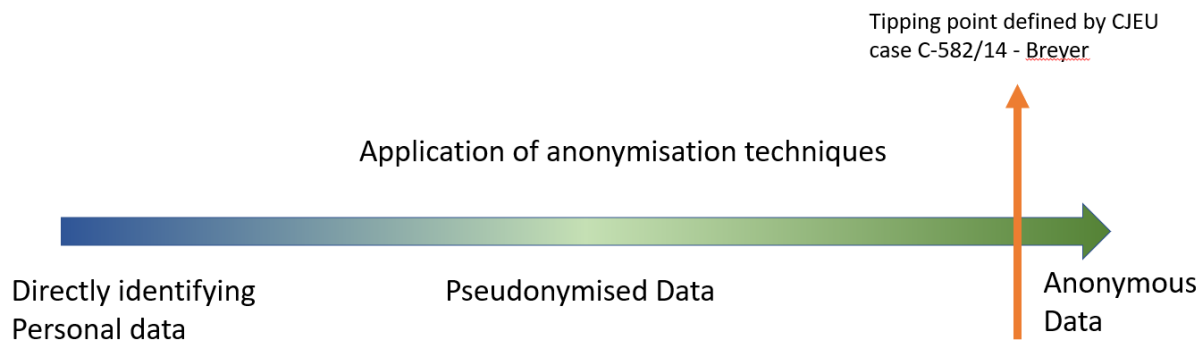 Tipping point defined by CJEU
case C-582/14 - Breyer
Application of anonymisation techniques
Directly identifying
Personal data
Pseudonymised Data
Anonymous
Data